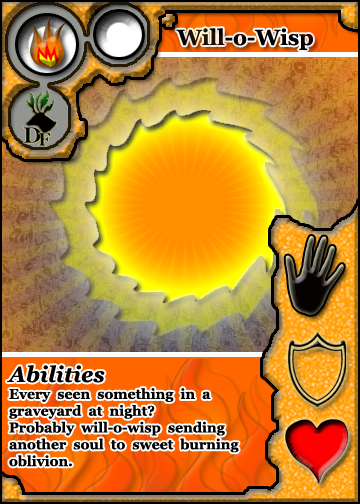 Will-o-Wisp
DF
Abilities
Every seen something in a
graveyard at night?
Probably will-o-wisp sending
another soul to sweet burning
oblivion.